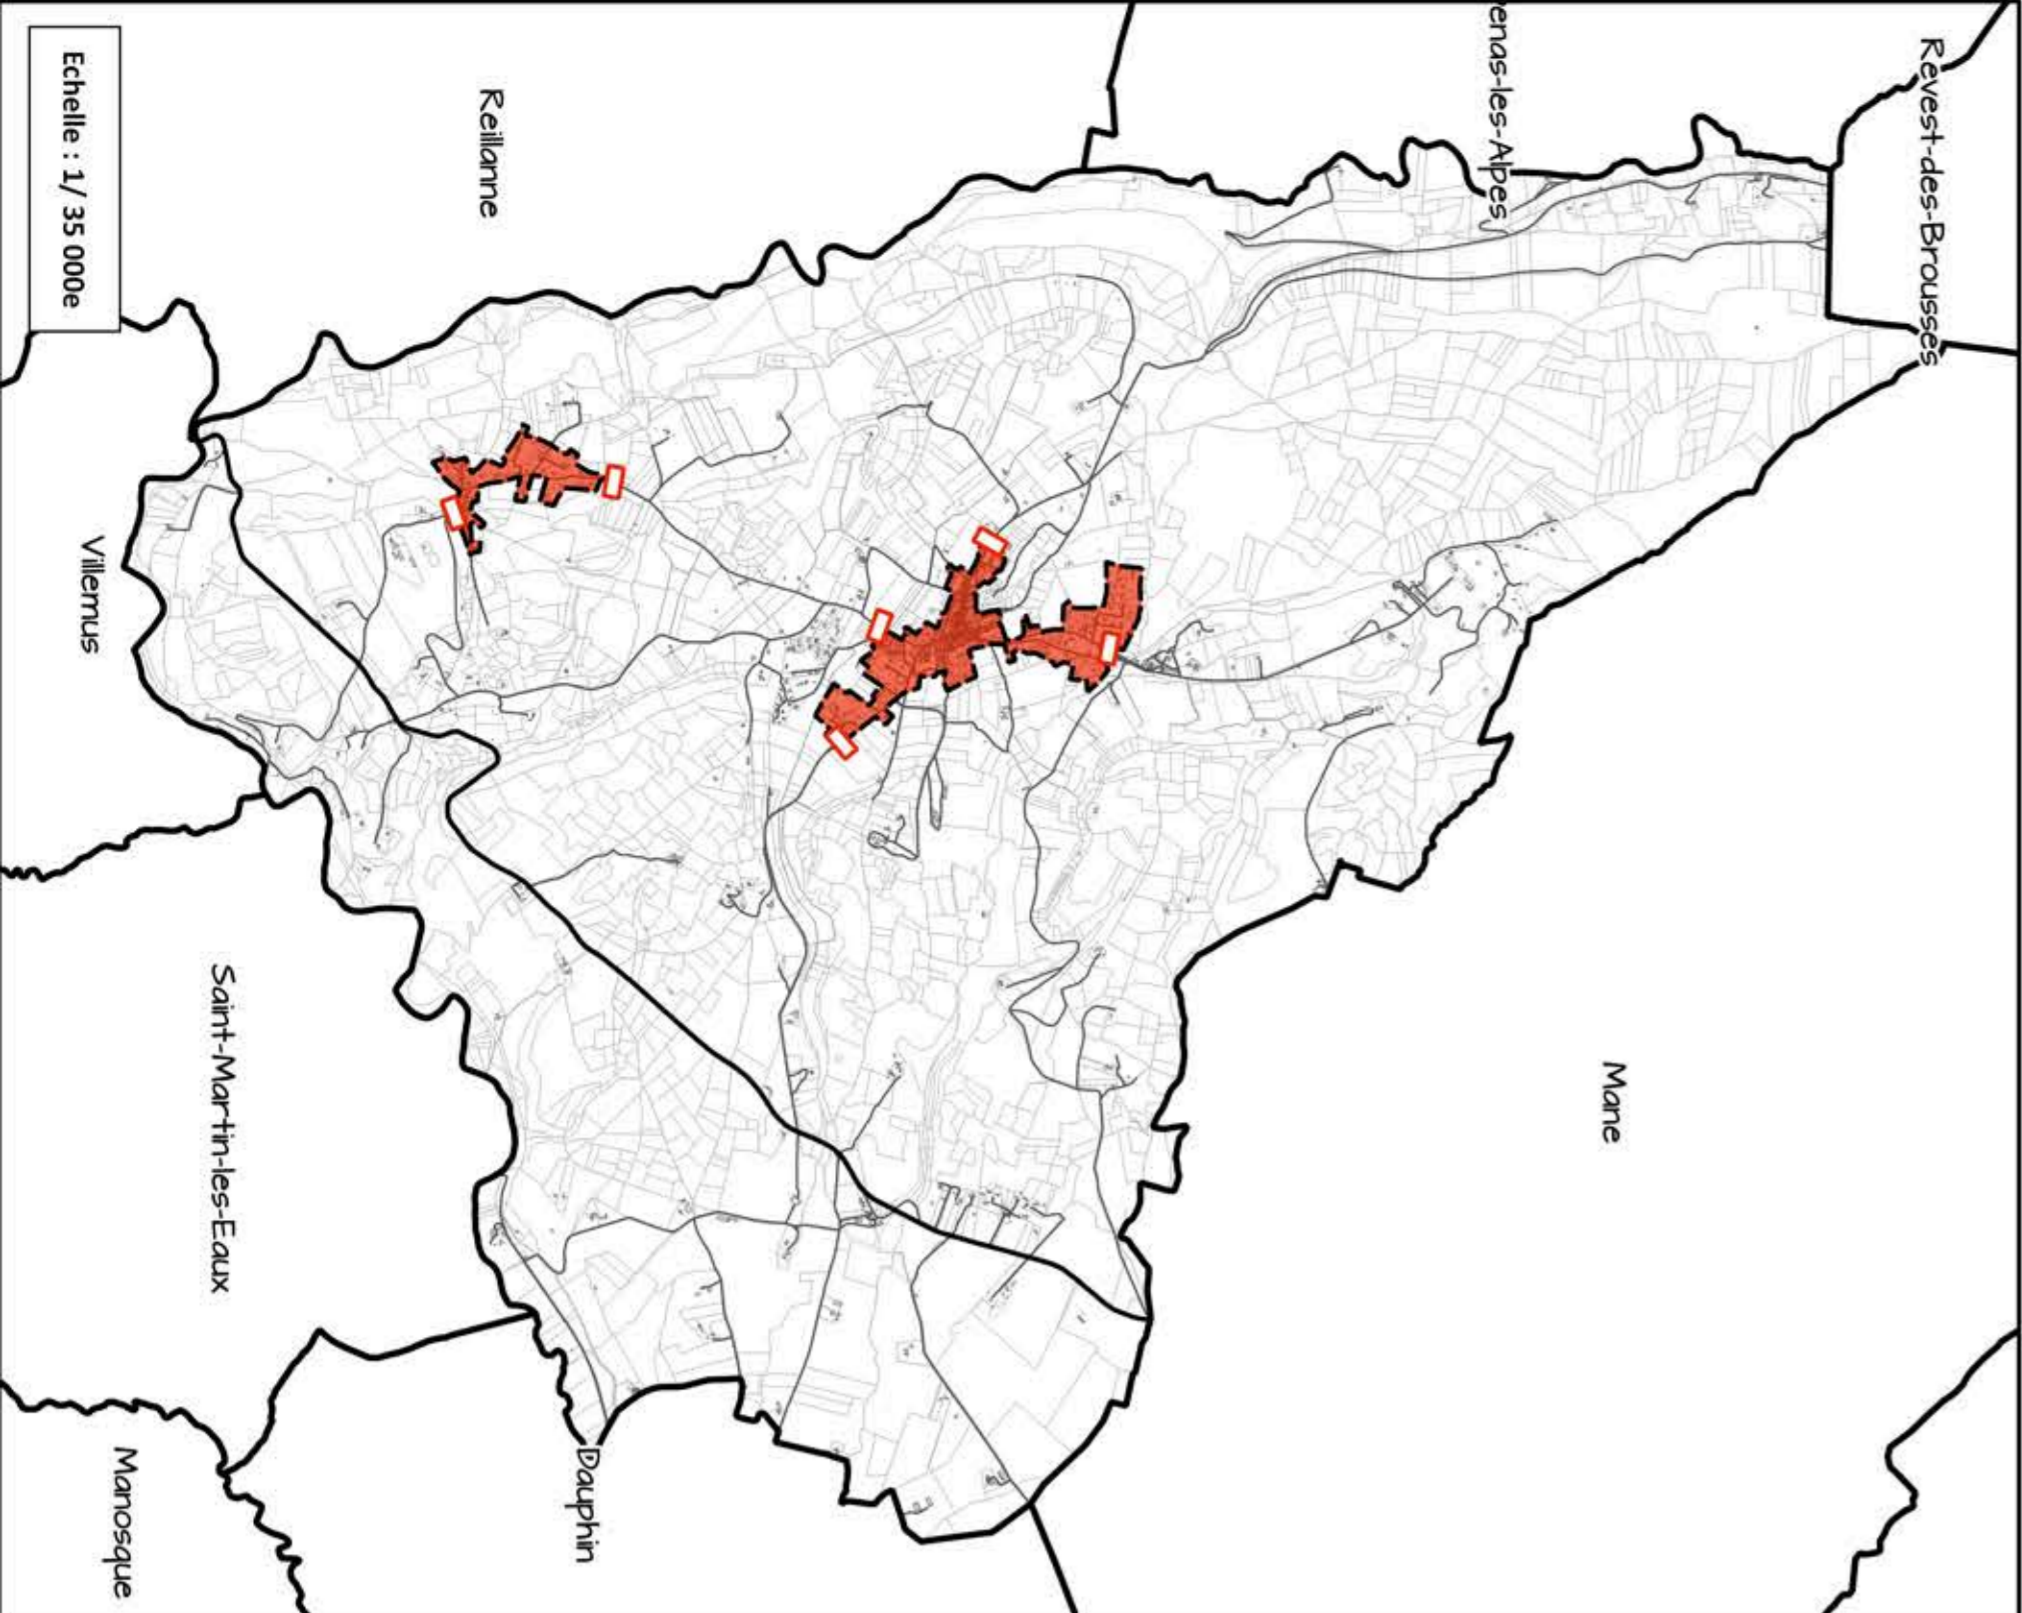 Revest-des-Brousses
enas-les-Alpes
Reillanne
Mane
Villemus
Saint-Martin-les-Eaux
Dauphin
Manosque
Echelle : 1/ 35 000e